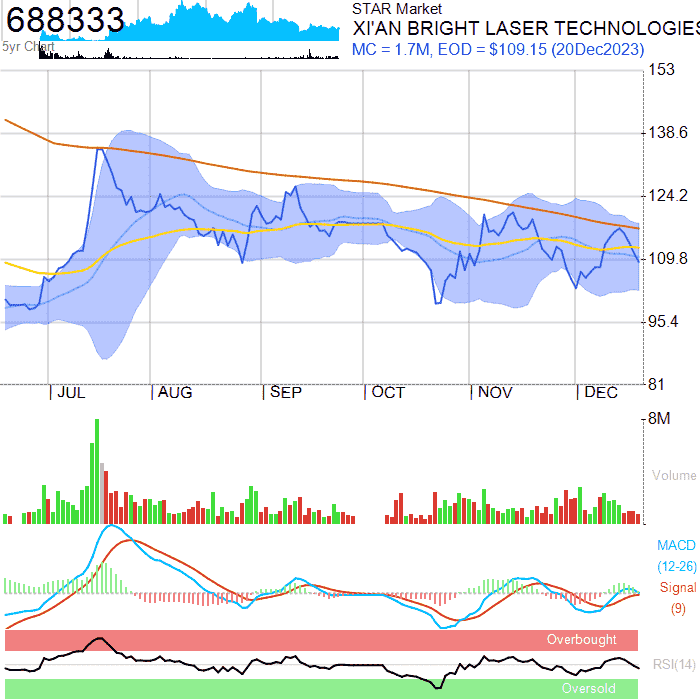 688333
5yr Chart
STAR Market
XI'AN BRIGHT LASER TECHNOLOGIES
MC = 1.7M, EOD = $109.15 (20Dec2023)
153
138.6
124.2
109.8
95.4
81
JUL
AUG
SEP
OCT
NOV
DEC
8M
Volume
MACD
(12-26)
Signal
(9)
Overbought
RSI(14)
Oversold